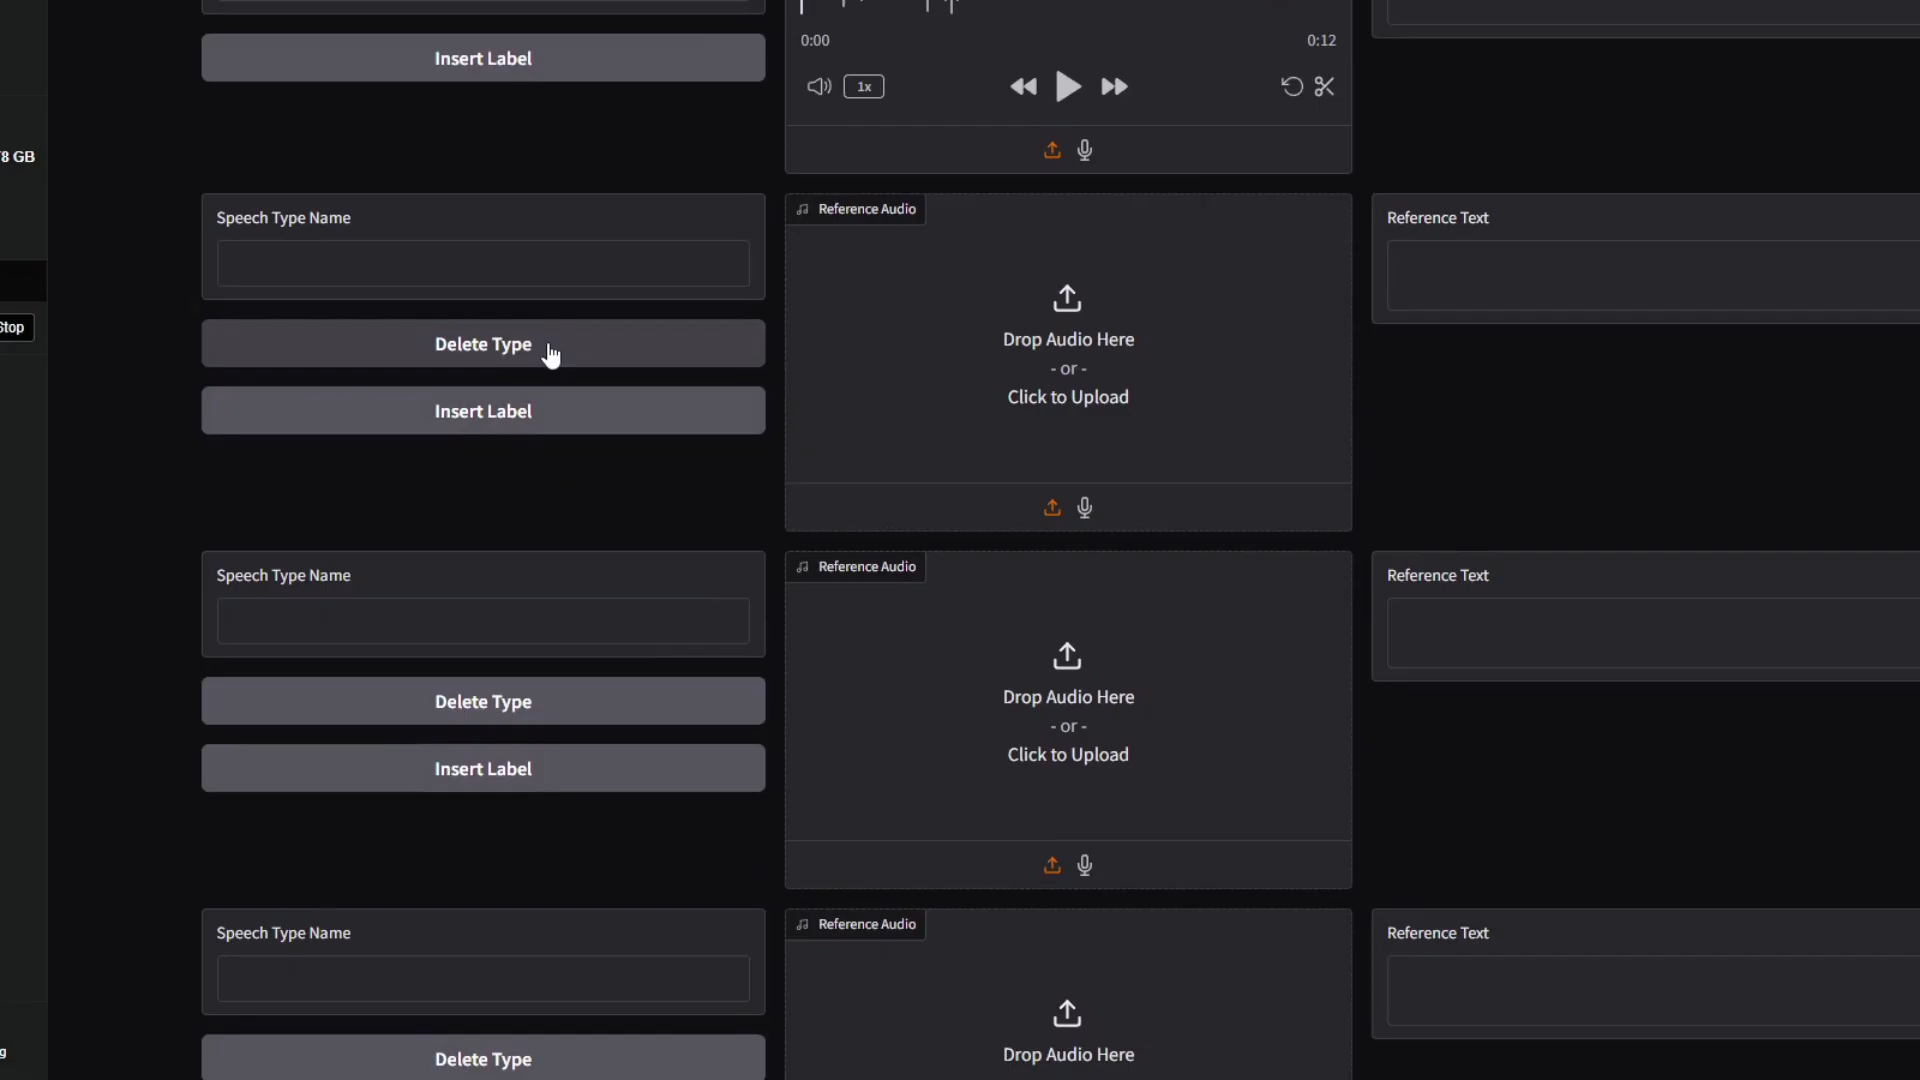 Insert Label
0:00
0:12
1x
8 GB
Speech Type Name
Reference Audio
Reference Text
Stop
Delete Type
Drop Audio Here
- or -
Click to Upload
Insert Label
Speech Type Name
Reference Audio
Reference Text
Drop Audio Here
- or -
Click to Upload
Delete Type
Insert Label
Speech Type Name
Reference Audio
Reference Text
g
Delete Type
Drop Audio Here